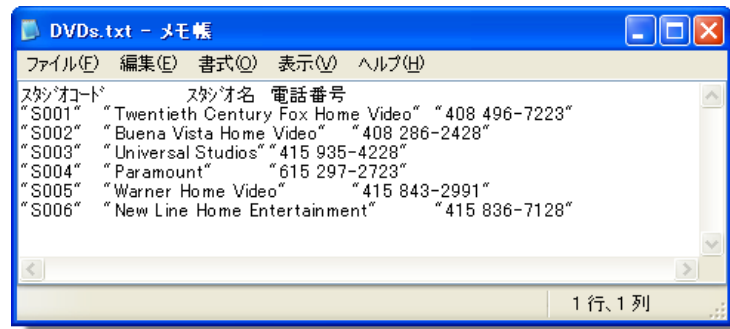 DVDs.txt - メモ帳
ファイル(F) 編集(E) 書式(O) 表示(V) ヘルプ(H)
ｽﾀｼﾞｵｺｰﾄﾞ ｽﾀｼﾞｵ名 電話番号
"S001" "Twentieth Century Fox Home Video" "408 496-7223"
"S002" "Buena Vista Home Video" "408 286-2428"
"S003" "Universal Studios" "415 935-4228"
"S004" "Paramount" "615 297-2723"
"S005" "Warner Home Video" "415 843-2991"
"S006" "New Line Home Entertainment" "415 836-7128"
1 行、1 列